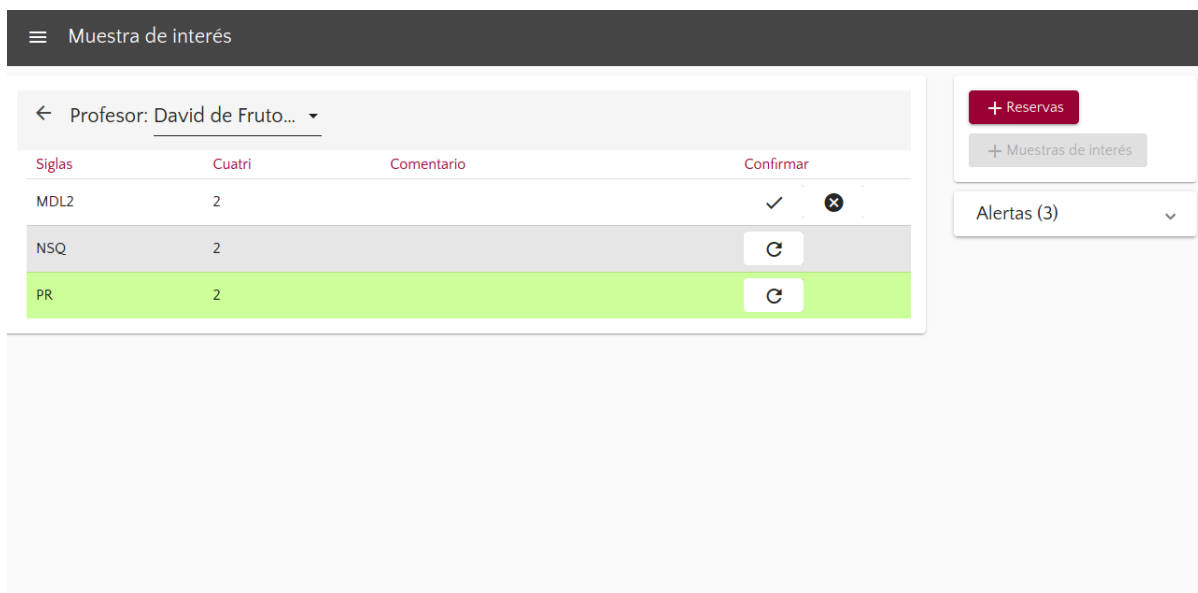 Muestra de interés
Profesor: David de Fruto...
Siglas Cuatri Comentario Confirmar
MDL2 2
NSQ 2
PR 2
+ Reservas
+ Muestras de interés
Alertas (3)